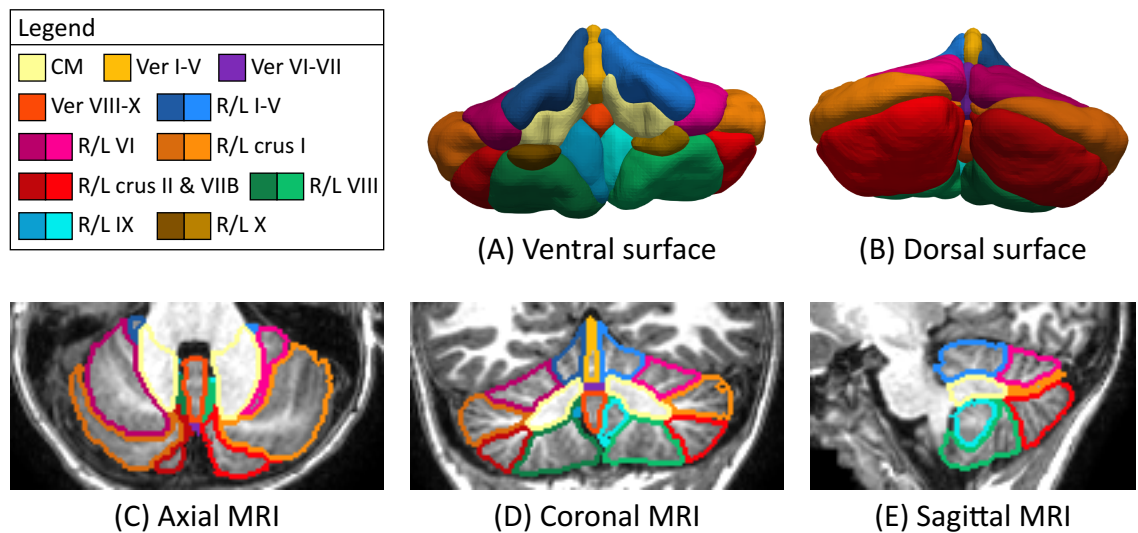 Legend
CM Ver I-V Ver VI-VII
Ver VIII-X R/L I-V
R/L VI R/L crus I
R/L crus II & VIIB R/L VIII
R/L IX R/L X
(A) Ventral surface
(B) Dorsal surface
(C) Axial MRI
(D) Coronal MRI
(E) Sagittal MRI